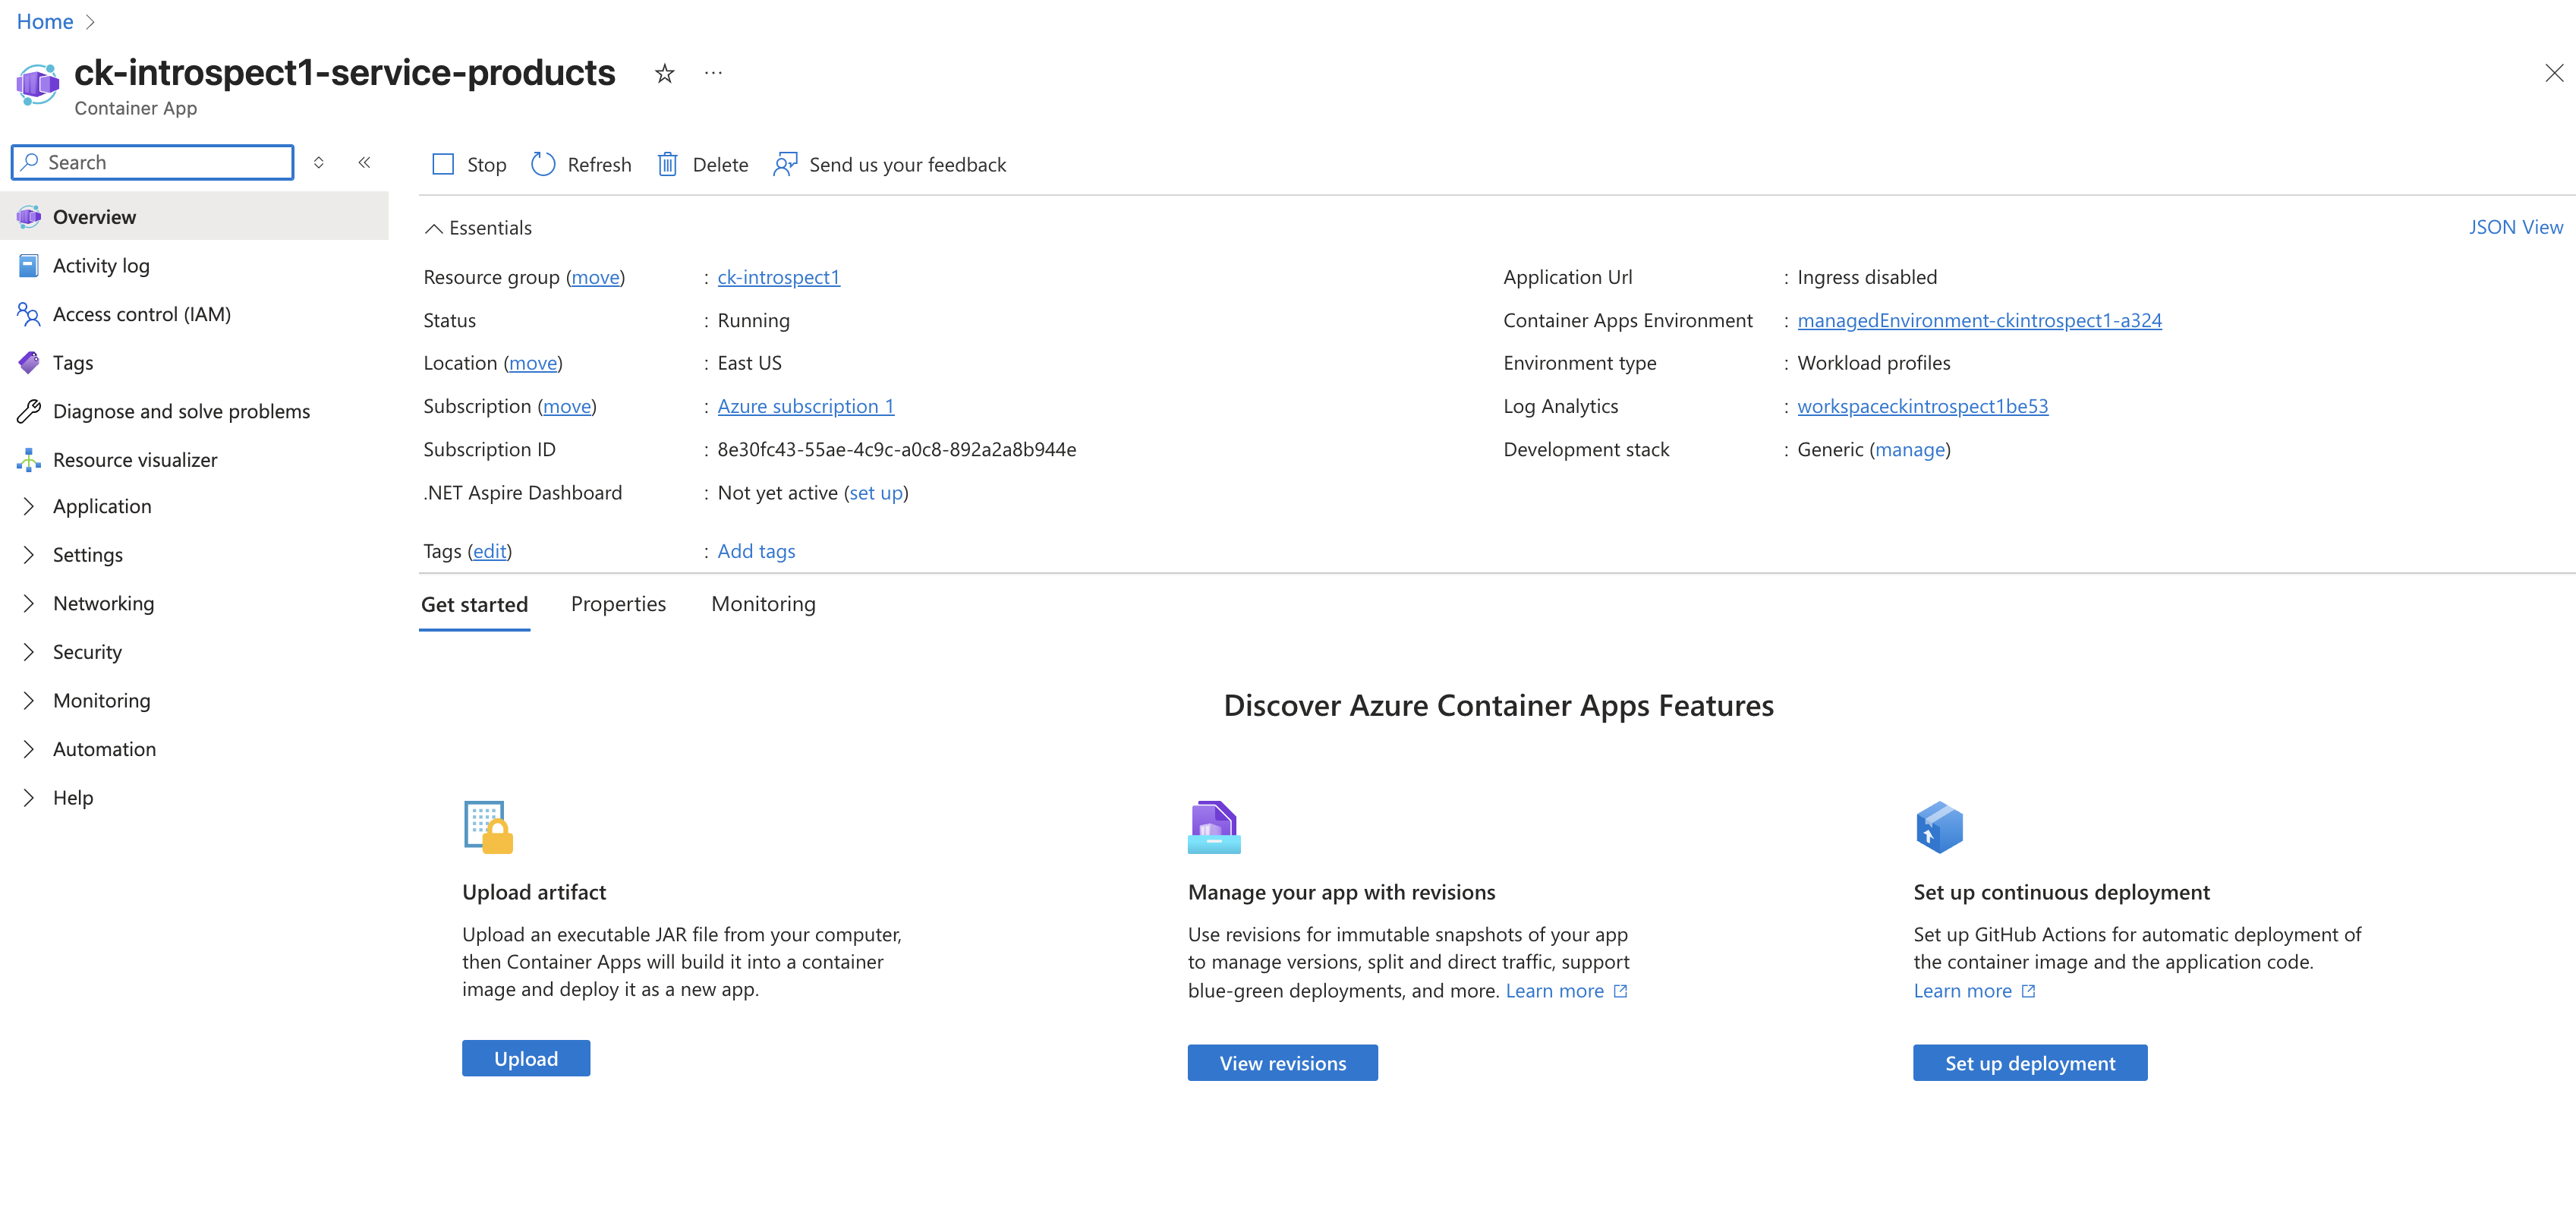 Home
ck-introspect1-service-products
Container App
Search
Stop Refresh Delete Send us your feedback
Overview
Activity log
Access control (IAM)
Tags
Diagnose and solve problems
Resource visualizer
Application
Settings
Networking
Security
Monitoring
Automation
Help
Essentials
JSON View
Resource group (move) : ck-introspect1
Status : Running
Location (move) : East US
Subscription (move) : Azure subscription 1
Subscription ID : 8e30fc43-55ae-4c9c-a0c8-892a2a8b944e
.NET Aspire Dashboard : Not yet active (set up)
Tags (edit) : Add tags
Application Url : Ingress disabled
Container Apps Environment : managedEnvironment-ckintrospect1-a324
Environment type : Workload profiles
Log Analytics : workspaceckintrospect1be53
Development stack : Generic (manage)
Get started Properties Monitoring
Discover Azure Container Apps Features
Upload artifact
Upload an executable JAR file from your computer,
then Container Apps will build it into a container
image and deploy it as a new app.
Upload
Manage your app with revisions
Use revisions for immutable snapshots of your app
to manage versions, split and direct traffic, support
blue-green deployments, and more. Learn more
View revisions
Set up continuous deployment
Set up GitHub Actions for automatic deployment of
the container image and the application code.
Learn more
Set up deployment